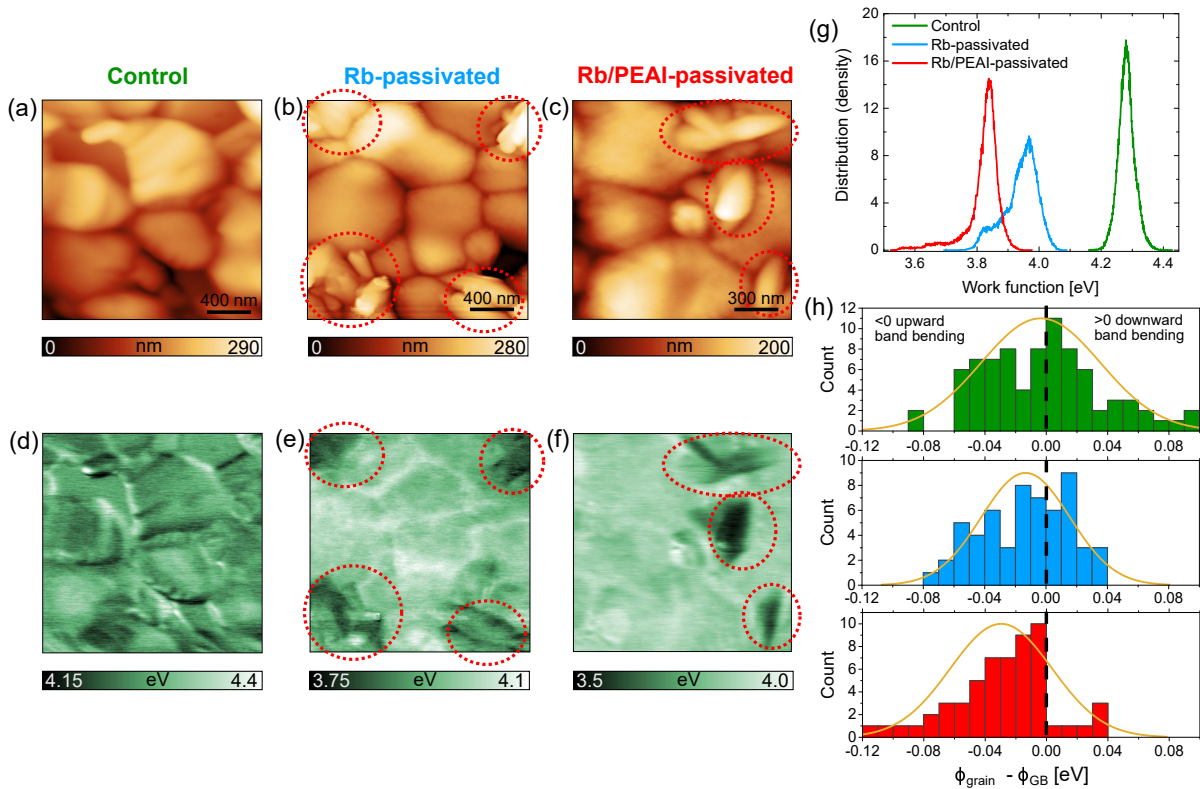 Control
Rb-passivated
Rb/PEAI-passivated
(a)
400 nm
0 nm 290
(b)
400 nm
0 nm 280
(c)
300 nm
0 nm 200
(d)
4.15 eV 4.4
(e)
3.75 eV 4.1
(f)
3.5 eV 4.0
(g)
Control
Rb-passivated
Rb/PEAI-passivated
Distribution (density)
20
16
12
8
4
0
3.6 3.8 4.0 4.2 4.4
Work function [eV]
(h)
<0 upward
band bending
>0 downward
band bending
Count
12
10
8
6
4
2
0
-0.12 -0.08 -0.04 0.00 0.04 0.08
Count
10
8
6
4
2
0
-0.12 -0.08 -0.04 0.00 0.04 0.08
Count
10
8
6
4
2
0
-0.12 -0.08 -0.04 0.00 0.04 0.08
ϕgrain - ϕGB [eV]